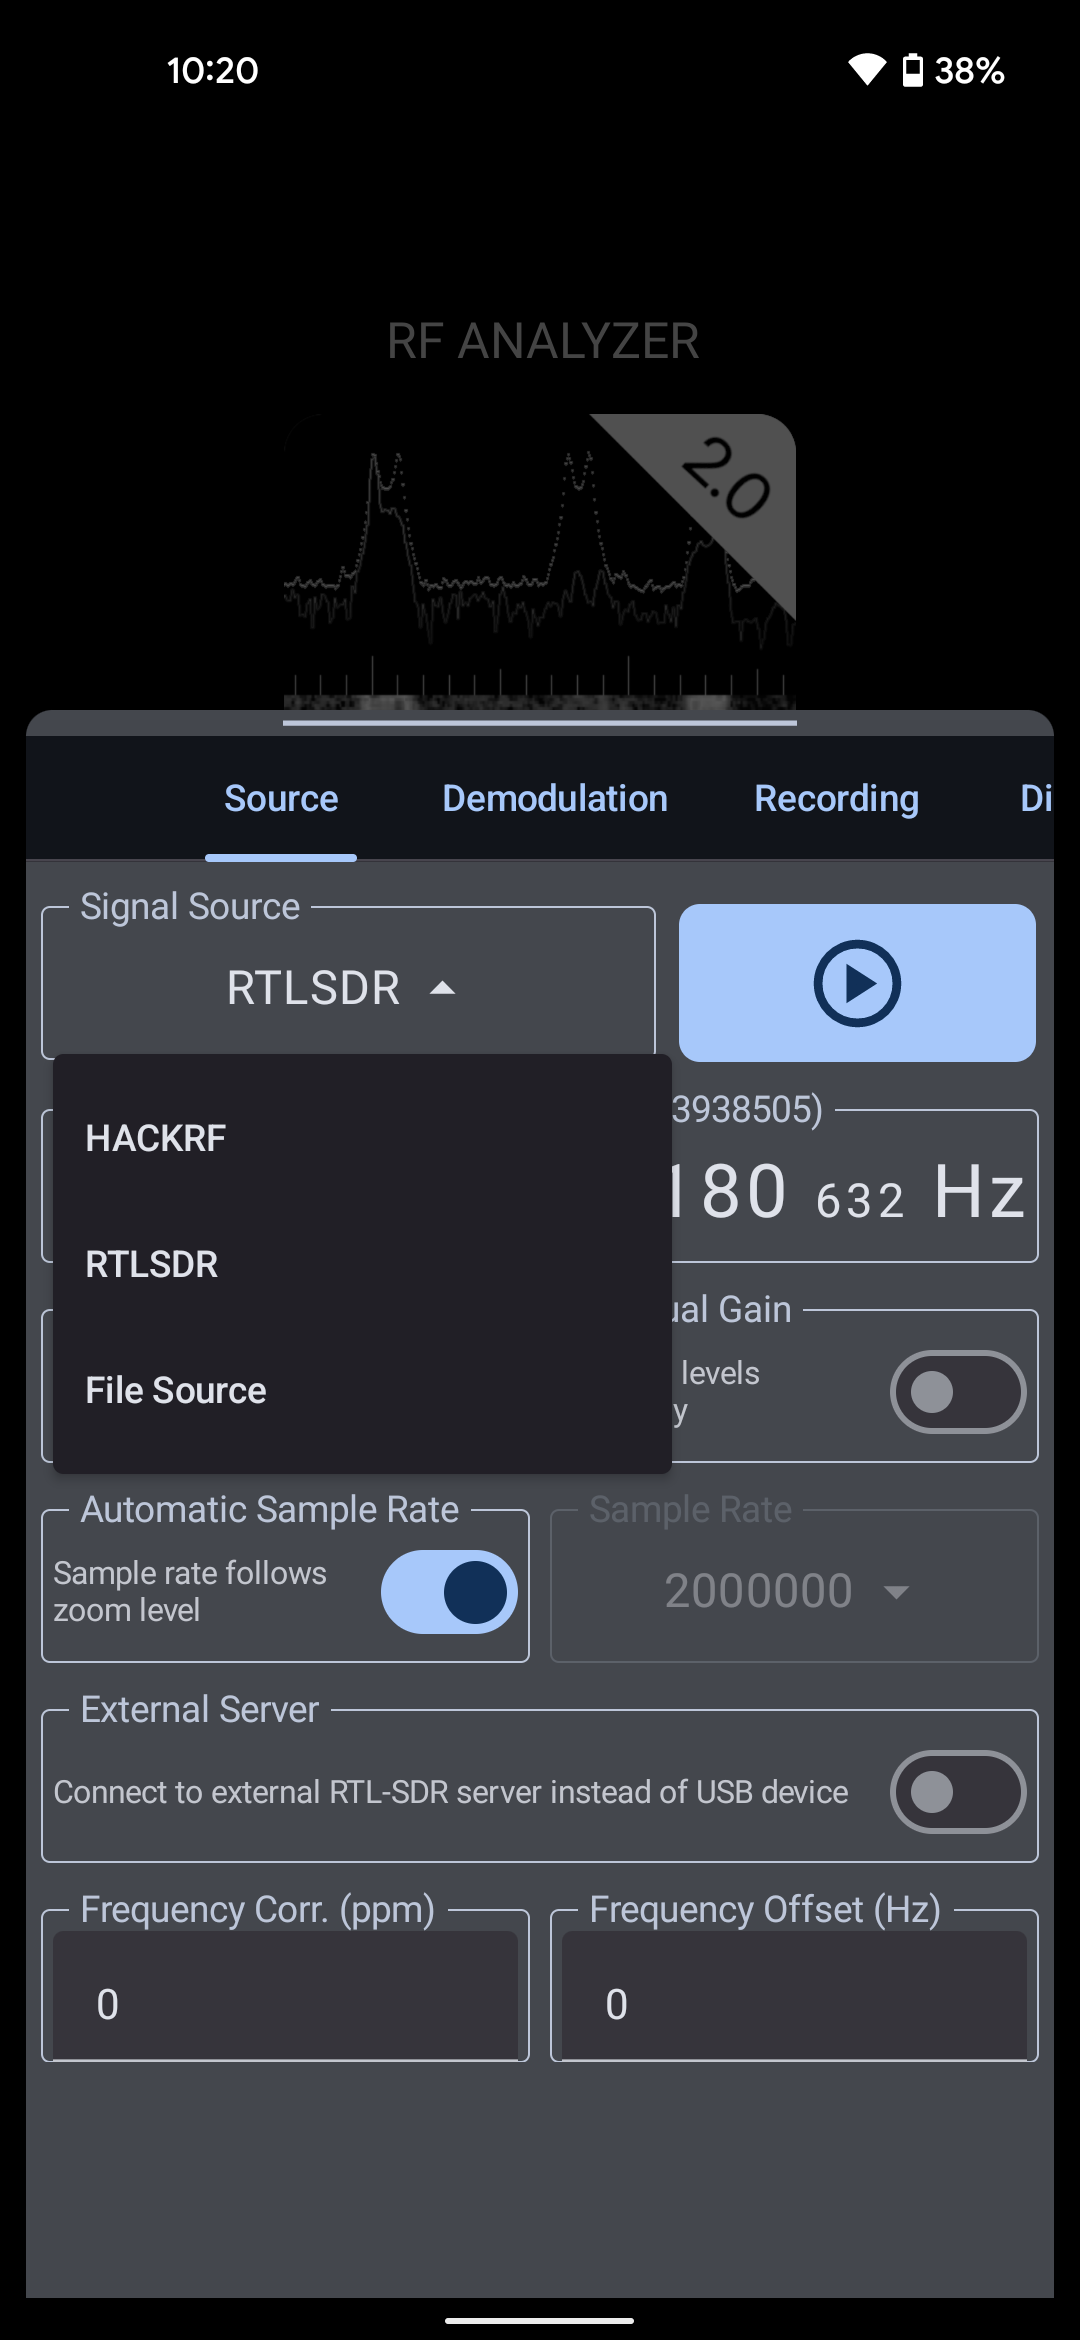 10:20
38%
RF ANALYZER
2.0
Source Demodulation Recording Di
Signal Source
RTLSDR
HACKRF
RTLSDR
File Source
3938505)
180 632 Hz
ual Gain
levels
y
Automatic Sample Rate
Sample rate follows
zoom level
Sample Rate
2000000
External Server
Connect to external RTL-SDR server instead of USB device
Frequency Corr. (ppm)
0
Frequency Offset (Hz)
0